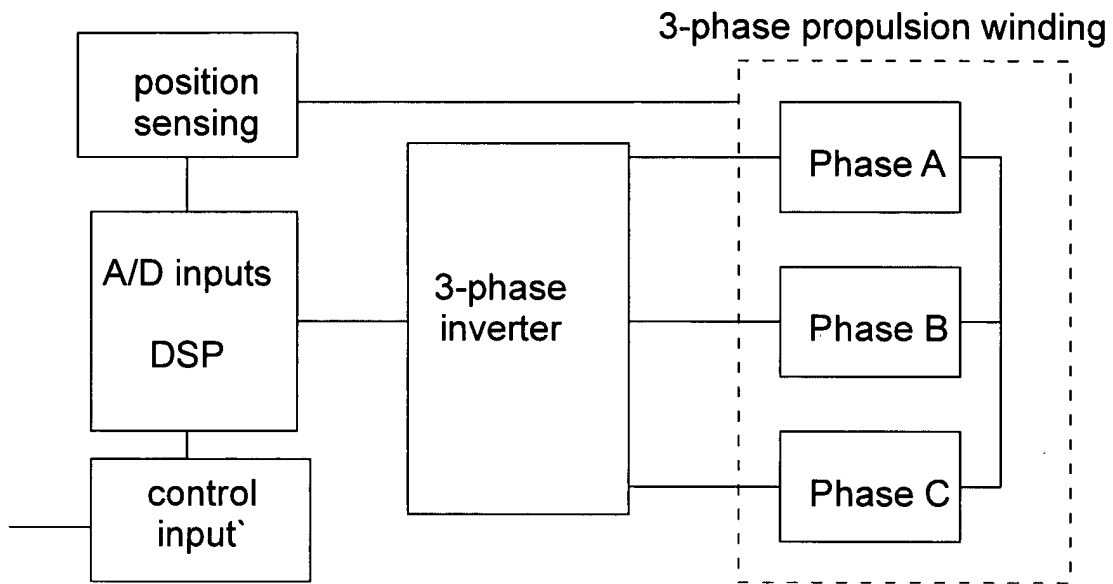 3-phase propulsion winding
position
sensing
Phase A
A/D inputs
DSP
3-phase
inverter
Phase B
control
input`
Phase C